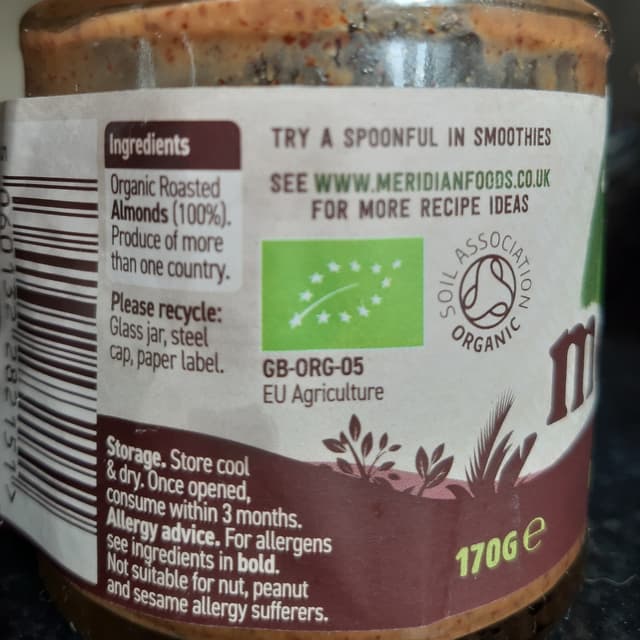 Ingredients
Organic Roasted
Almonds (100%).
Produce of more
than one country.
Please recycle:
Glass jar, steel
cap, paper label.
TRY A SPOONFUL IN SMOOTHIES
SEE WWW.MERIDIANFOODS.CO.UK
FOR MORE RECIPE IDEAS
SOIL ASSOCIATION
ORGANIC
GB-ORG-05
EU Agriculture
m
Storage. Store cool
& dry. Once opened,
consume within 3 months.
Allergy advice. For allergens
see ingredients in bold.
Not suitable for nut, peanut
and sesame allergy sufferers.
170G e